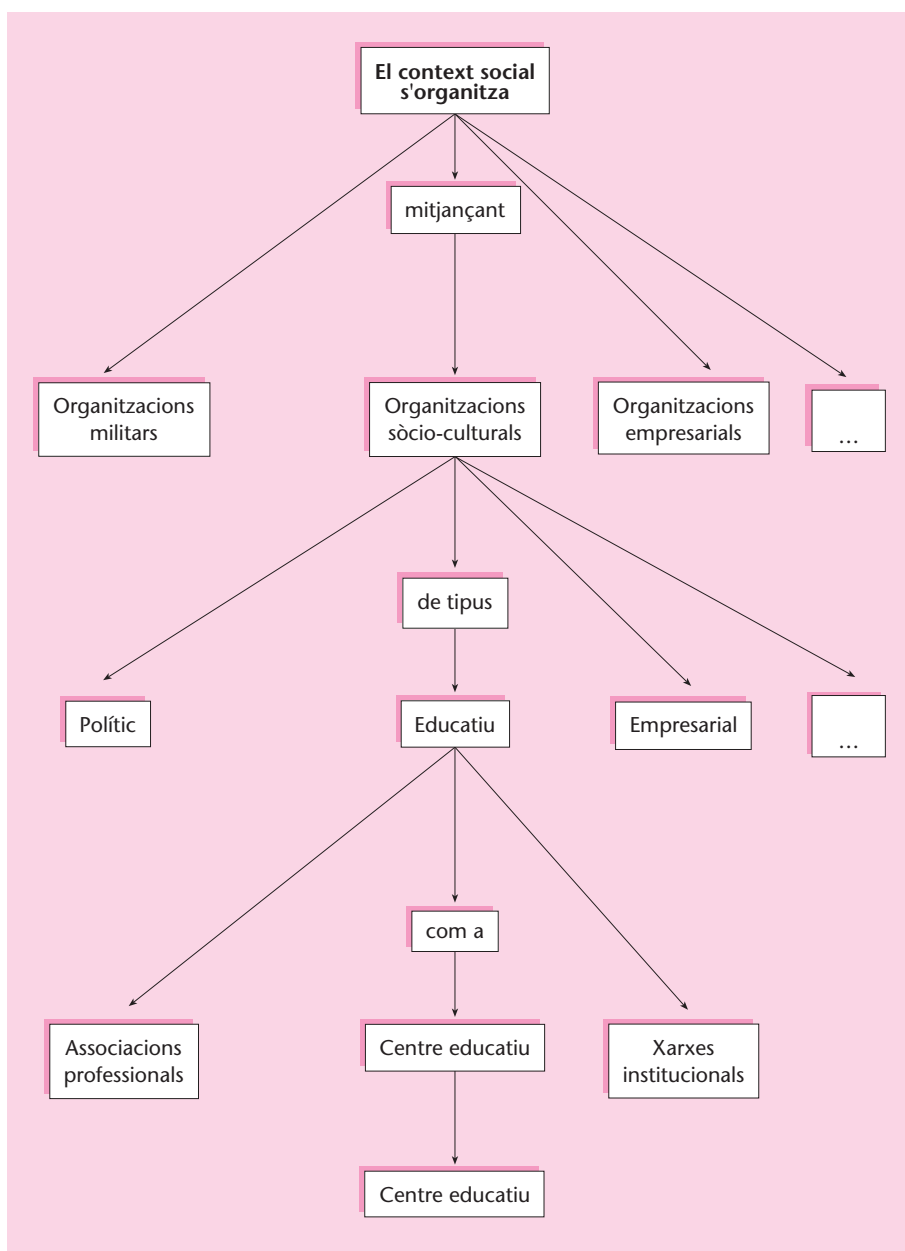 El context social
s'organitza
mitjançant
Organitzacions
militars
Organitzacions
sòcio-culturals
Organitzacions
empresarials
...
de tipus
Polític
Educatiu
Empresarial
...
com a
Associacions
professionals
Centre educatiu
Xarxes
institucionals
Centre educatiu